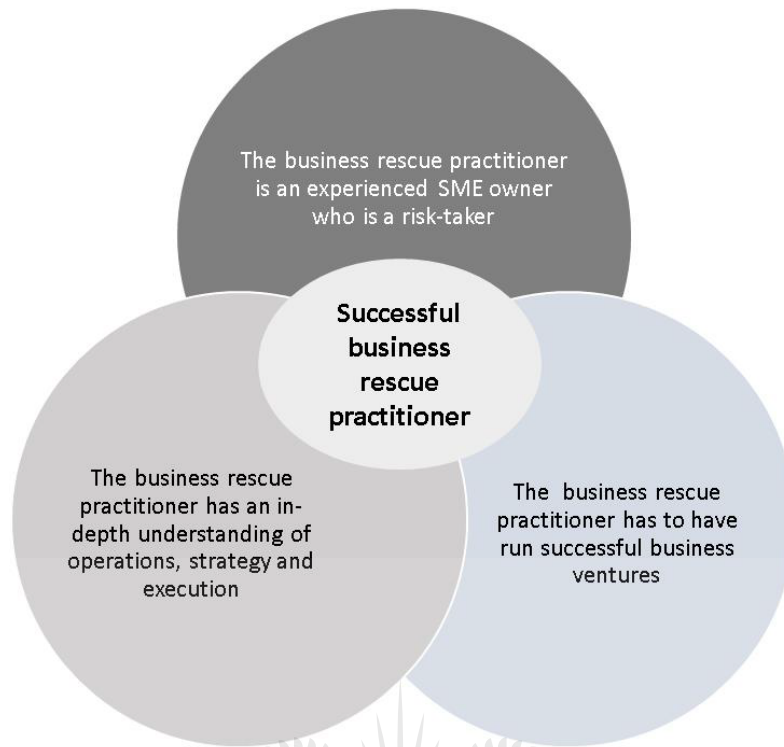 The business rescue practitioner
is an experienced SME owner
who is a risk-taker
Successful
business
rescue
practitioner
The business rescue
practitioner has an in-
depth understanding of
operations, strategy and
execution
The business rescue
practitioner has to have
run successful business
ventures